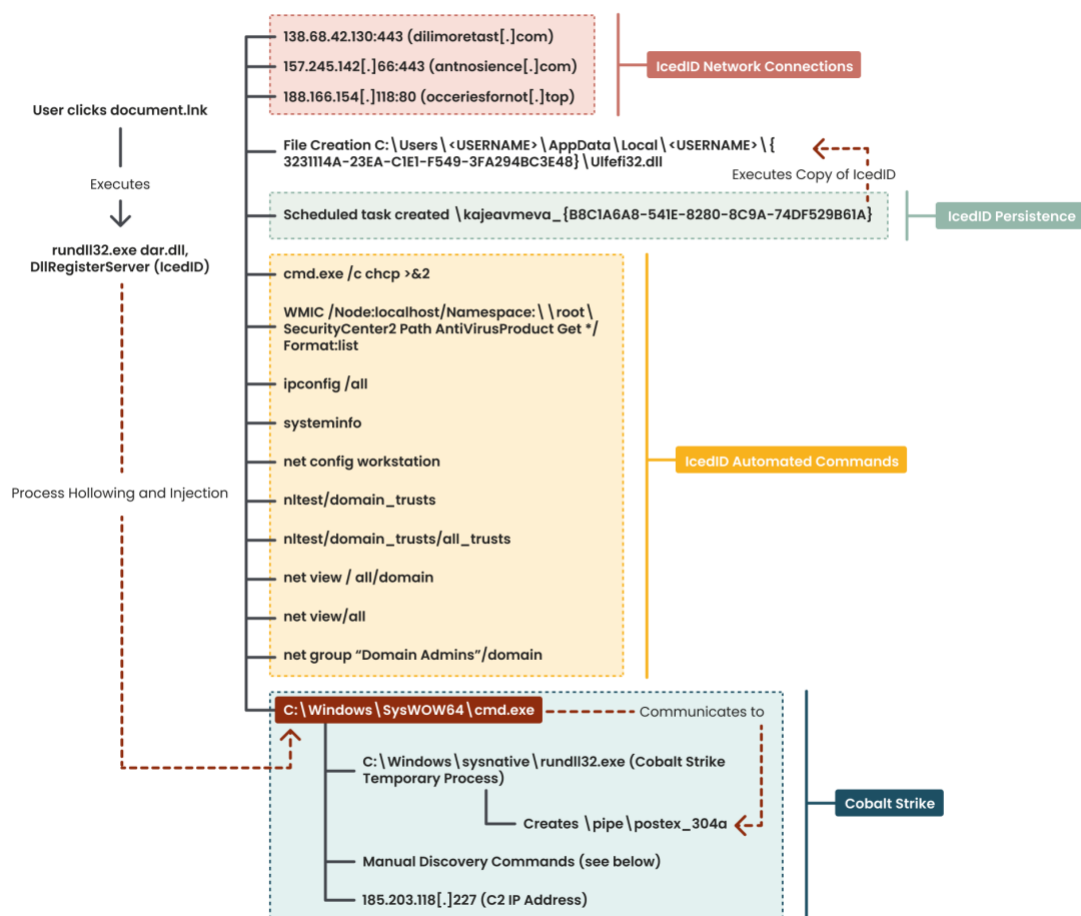 138.68.42.130:443 (dilimoretast[.]com)
157.245.142[.]66:443 (antnosience[.]com)
188.166.154[.]118:80 (occeriesfornot[.]top)
IcedID Network Connections
User clicks document.lnk
Executes
rundll32.exe dar.dll,
DllRegisterServer (IcedID)
Process Hollowing and Injection
File Creation C:\Users\<USERNAME>\AppData\Local\<USERNAME>\{
3231114A-23EA-C1E1-F549-3FA294BC3E48}\Ulfefi32.dll
Executes Copy of IcedID
Scheduled task created \kajeavmeva_{B8C1A6A8-541E-8280-8C9A-74DF529B61A}
IcedID Persistence
cmd.exe /c chcp >&2
WMIC /Node:localhost/Namespace:\\root\
SecurityCenter2 Path AntiVirusProduct Get */
Format:list
ipconfig /all
systeminfo
net config workstation
nltest/domain_trusts
nltest/domain_trusts/all_trusts
net view / all/domain
net view/all
net group “Domain Admins”/domain
IcedID Automated Commands
C:\Windows\SysWOW64\cmd.exe
Communicates to
C:\Windows\sysnative\rundll32.exe (Cobalt Strike
Temporary Process)
Creates \pipe\postex_304a
Manual Discovery Commands (see below)
185.203.118[.]227 (C2 IP Address)
Cobalt Strike